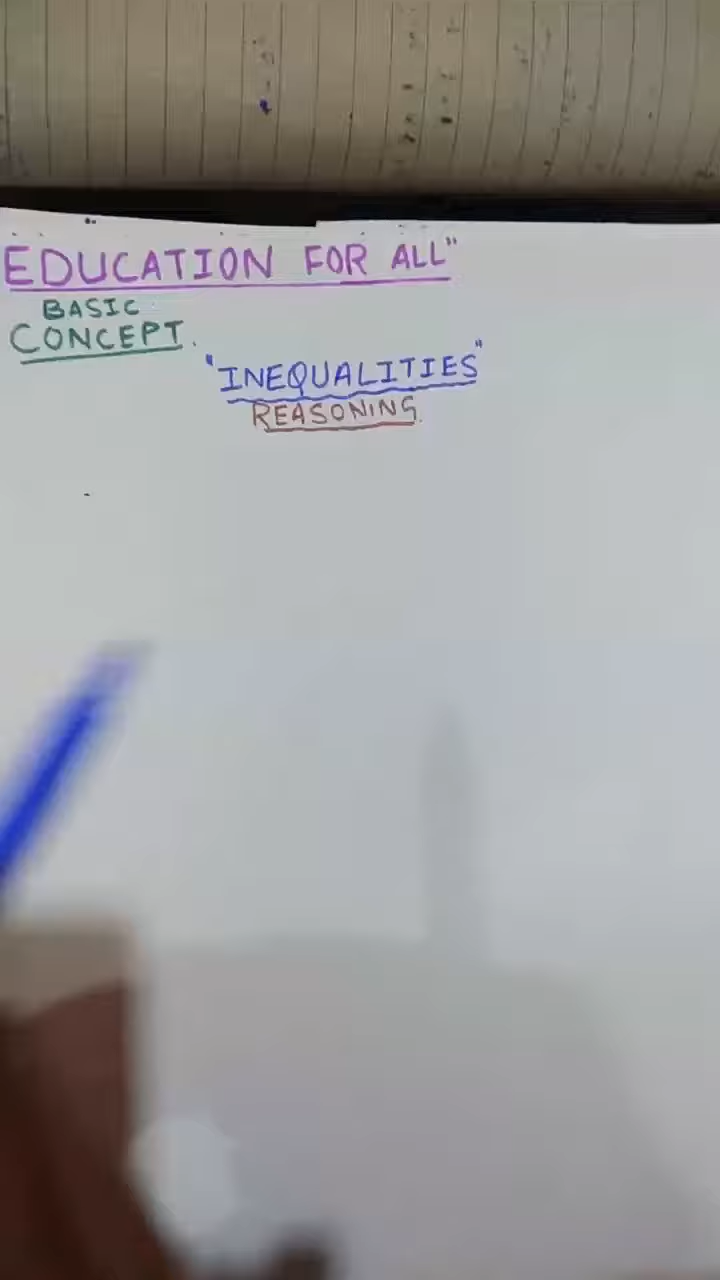 EDUCATION FOR ALL"
BASIC
CONCEPT.
"INEQUALITIES"
REASONING.